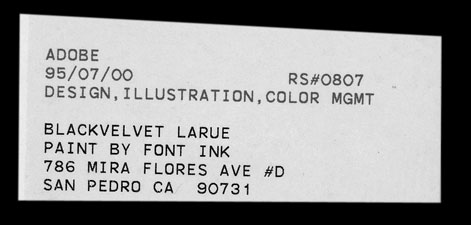 ADOBE
95/07/00 RS#0807
DESIGN,ILLUSTRATION,COLOR MGMT
BLACKVELVET LARUE
PAINT BY FONT INK
786 MIRA FLORES AVE #D
SAN PEDRO CA 90731